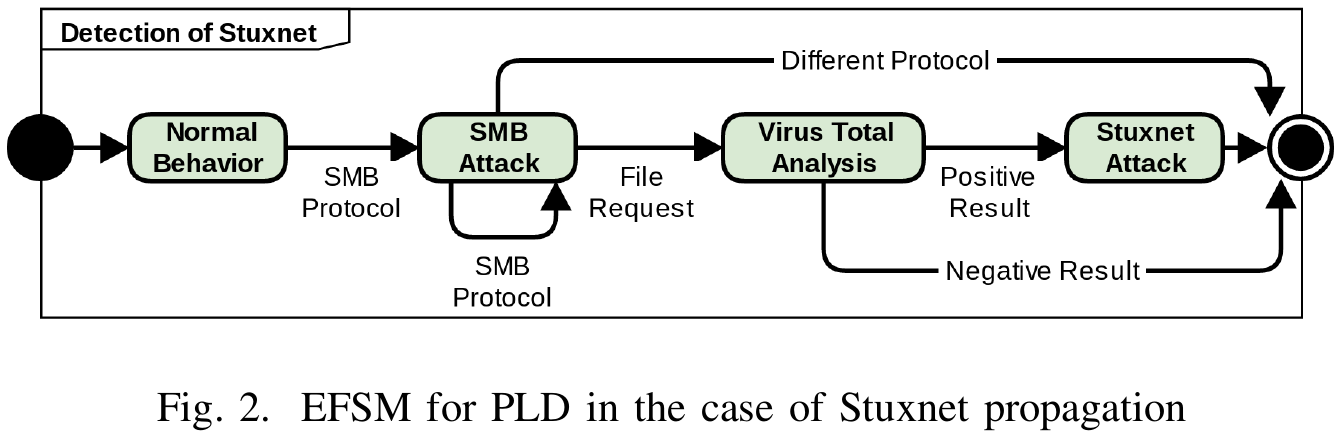 Detection of Stuxnet
Different Protocol
Normal
Behavior
SMB
Protocol
SMB
Attack
SMB
Protocol
File
Request
Virus Total
Analysis
Positive
Result
Stuxnet
Attack
Negative Result
Fig. 2. EFSM for PLD in the case of Stuxnet propagation